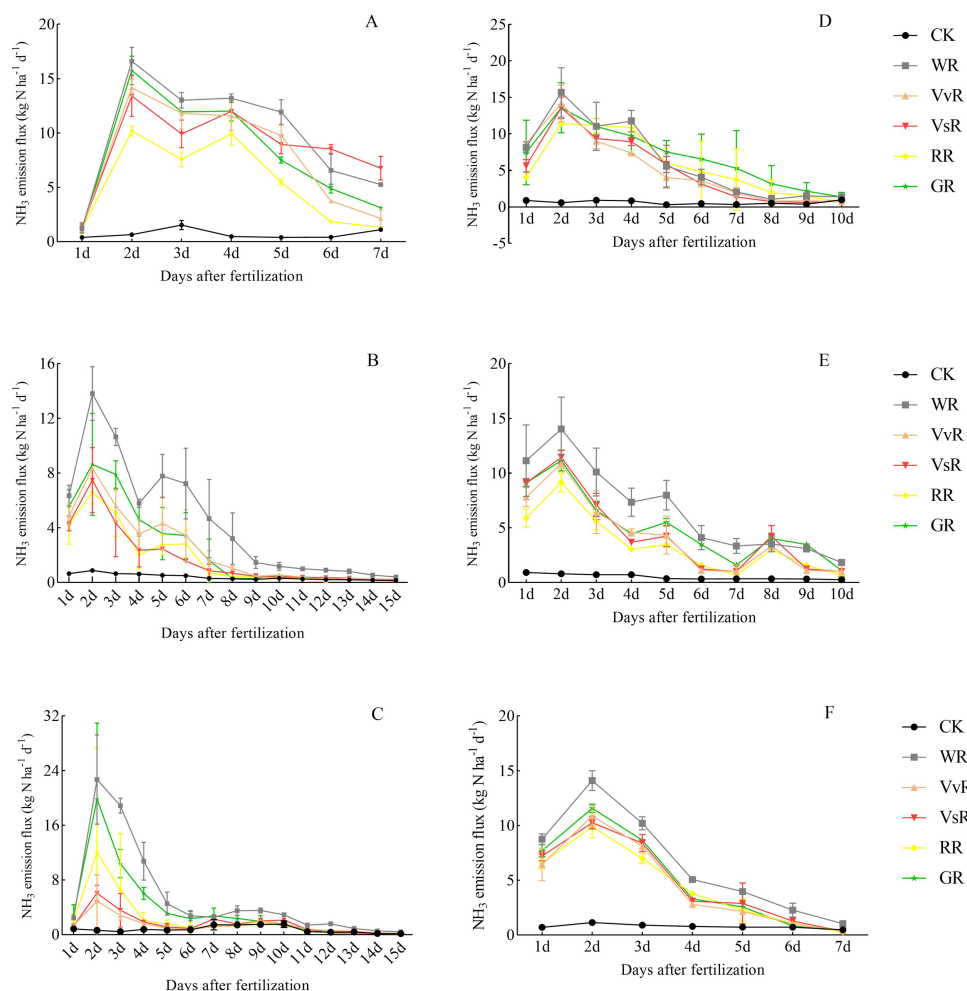 A
NH₃ emission flux (kg N ha⁻¹ d⁻¹)
20
15
10
5
0
1d 2d 3d 4d 5d 6d 7d
Days after fertilization
D
NH₃ emission flux (kg N ha⁻¹ d⁻¹)
25
20
15
10
5
0
-5
1d 2d 3d 4d 5d 6d 7d 8d 9d 10d
Days after fertilization
CK
WR
VvR
VsR
RR
GR
B
NH₃ emission flux (kg N ha⁻¹ d⁻¹)
16
12
8
4
0
1d 2d 3d 4d 5d 6d 7d 8d 9d 10d 11d 12d 13d 14d 15d
Days after fertilization
E
NH₃ emission flux (kg N ha⁻¹ d⁻¹)
20
15
10
5
0
1d 2d 3d 4d 5d 6d 7d 8d 9d 10d
Days after fertilization
CK
WR
VvR
VsR
RR
GR
C
NH₃ emission flux (kg N ha⁻¹ d⁻¹)
32
24
16
8
0
1d 2d 3d 4d 5d 6d 7d 8d 9d 10d 11d 12d 13d 14d 15d
Days after fertilization
F
NH₃ emission flux (kg N ha⁻¹ d⁻¹)
20
15
10
5
0
1d 2d 3d 4d 5d 6d 7d
Days after fertilization
CK
WR
VvR
VsR
RR
GR